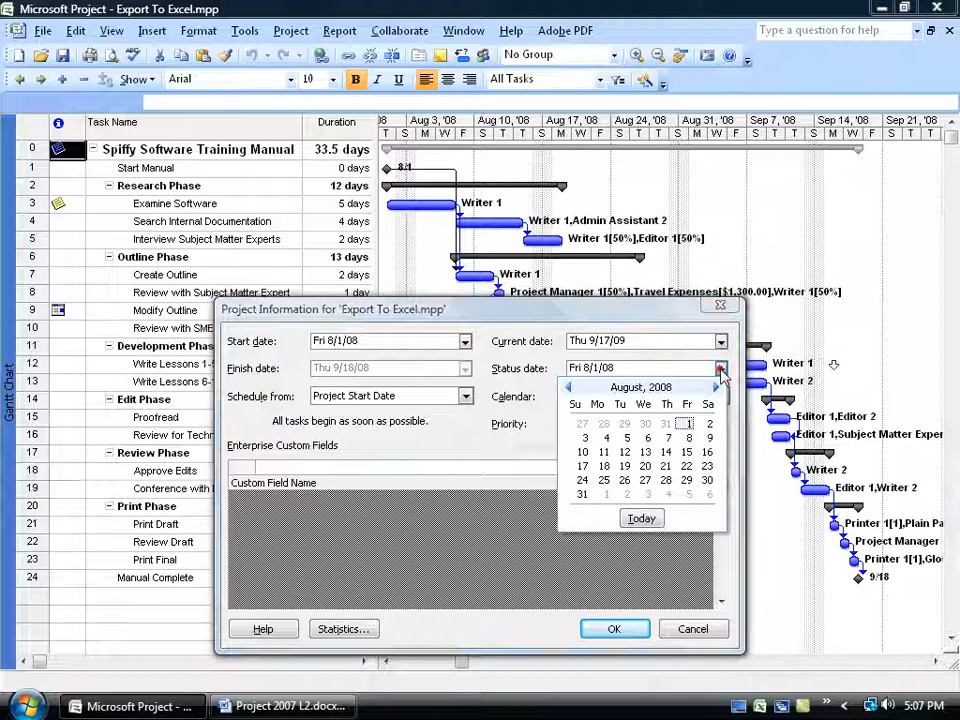 Microsoft Project - Export To Excel.mpp
File Edit View Insert Format Tools Project Report Collaborate Window Help Adobe PDF
Type a question for help
No Group
Show Arial 10 B I U All Tasks
Task Name Duration
'08 Aug 3, '08 Aug 10, '08 Aug 17, '08 Aug 24, '08 Aug 31, '08 Sep 7, '08 Sep 14, '08 Sep 21, '08
T S M W F T S T M
0 Spiffy Software Training Manual 33.5 days
1 Start Manual 0 days 8/1
2 Research Phase 12 days
3 Examine Software 5 days Writer 1
4 Search Internal Documentation 4 days Writer 1,Admin Assistant 2
5 Interview Subject Matter Experts 2 days Writer 1[50%],Editor 1[50%]
6 Outline Phase 13 days
7 Create Outline 2 days Writer 1
8 Review with Subject Matter Expert 1 day Project Manager 1[50%],Travel Expenses[$1,300.00],Writer 1[50%]
9 Modify Outline
10 Review with SME
11 Development Phase
12 Write Lessons 1-5 Writer 1
13 Write Lessons 6- Writer 2
14 Edit Phase
15 Proofread Editor 1,Editor 2
16 Review for Techn Editor 1,Subject Matter Exper
17 Review Phase
18 Approve Edits Writer 2
19 Conference with Editor 1,Writer 2
20 Print Phase
21 Print Draft Printer 1[1],Plain Pa
22 Review Draft Project Manager
23 Print Final Printer 1[1],Glos
24 Manual Complete 9/18
Gantt Chart
Project Information for 'Export To Excel.mpp'
Start date: Fri 8/1/08 Current date: Thu 9/17/09
Finish date: Thu 9/18/08 Status date: Fri 8/1/08
Schedule from: Project Start Date Calendar:
All tasks begin as soon as possible. Priority:
Enterprise Custom Fields
Custom Field Name
August, 2008
Su Mo Tu We Th Fr Sa
27 28 29 30 31 1 2
3 4 5 6 7 8 9
10 11 12 13 14 15 16
17 18 19 20 21 22 23
24 25 26 27 28 29 30
31 1 2 3 4 5 6
Today
Help Statistics... OK Cancel
Microsoft Project - ... Project 2007 L2.docx... 5:07 PM